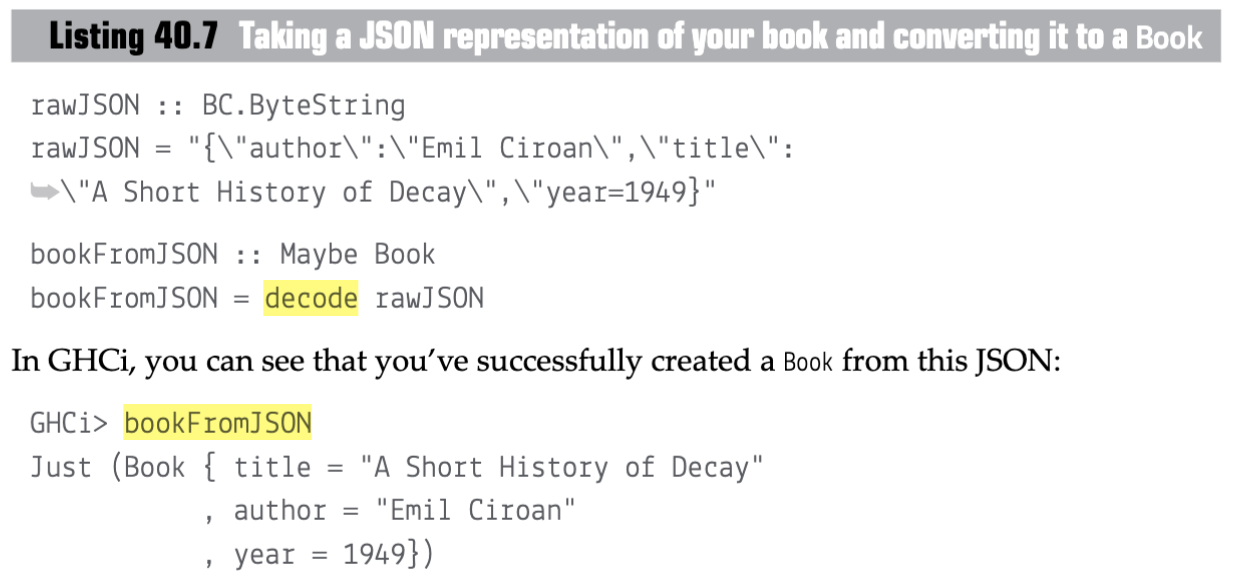 Listing 40.7 Taking a JSON representation of your book and converting it to a Book
rawJSON :: BC.ByteString
rawJSON = "{\"author\":\"Emil Ciroan\",\"title\":
➥\"A Short History of Decay\",\"year=1949}"
bookFromJSON :: Maybe Book
bookFromJSON = decode rawJSON
In GHCi, you can see that you’ve successfully created a Book from this JSON:
GHCi> bookFromJSON
Just (Book { title = "A Short History of Decay"
, author = "Emil Ciroan"
, year = 1949})